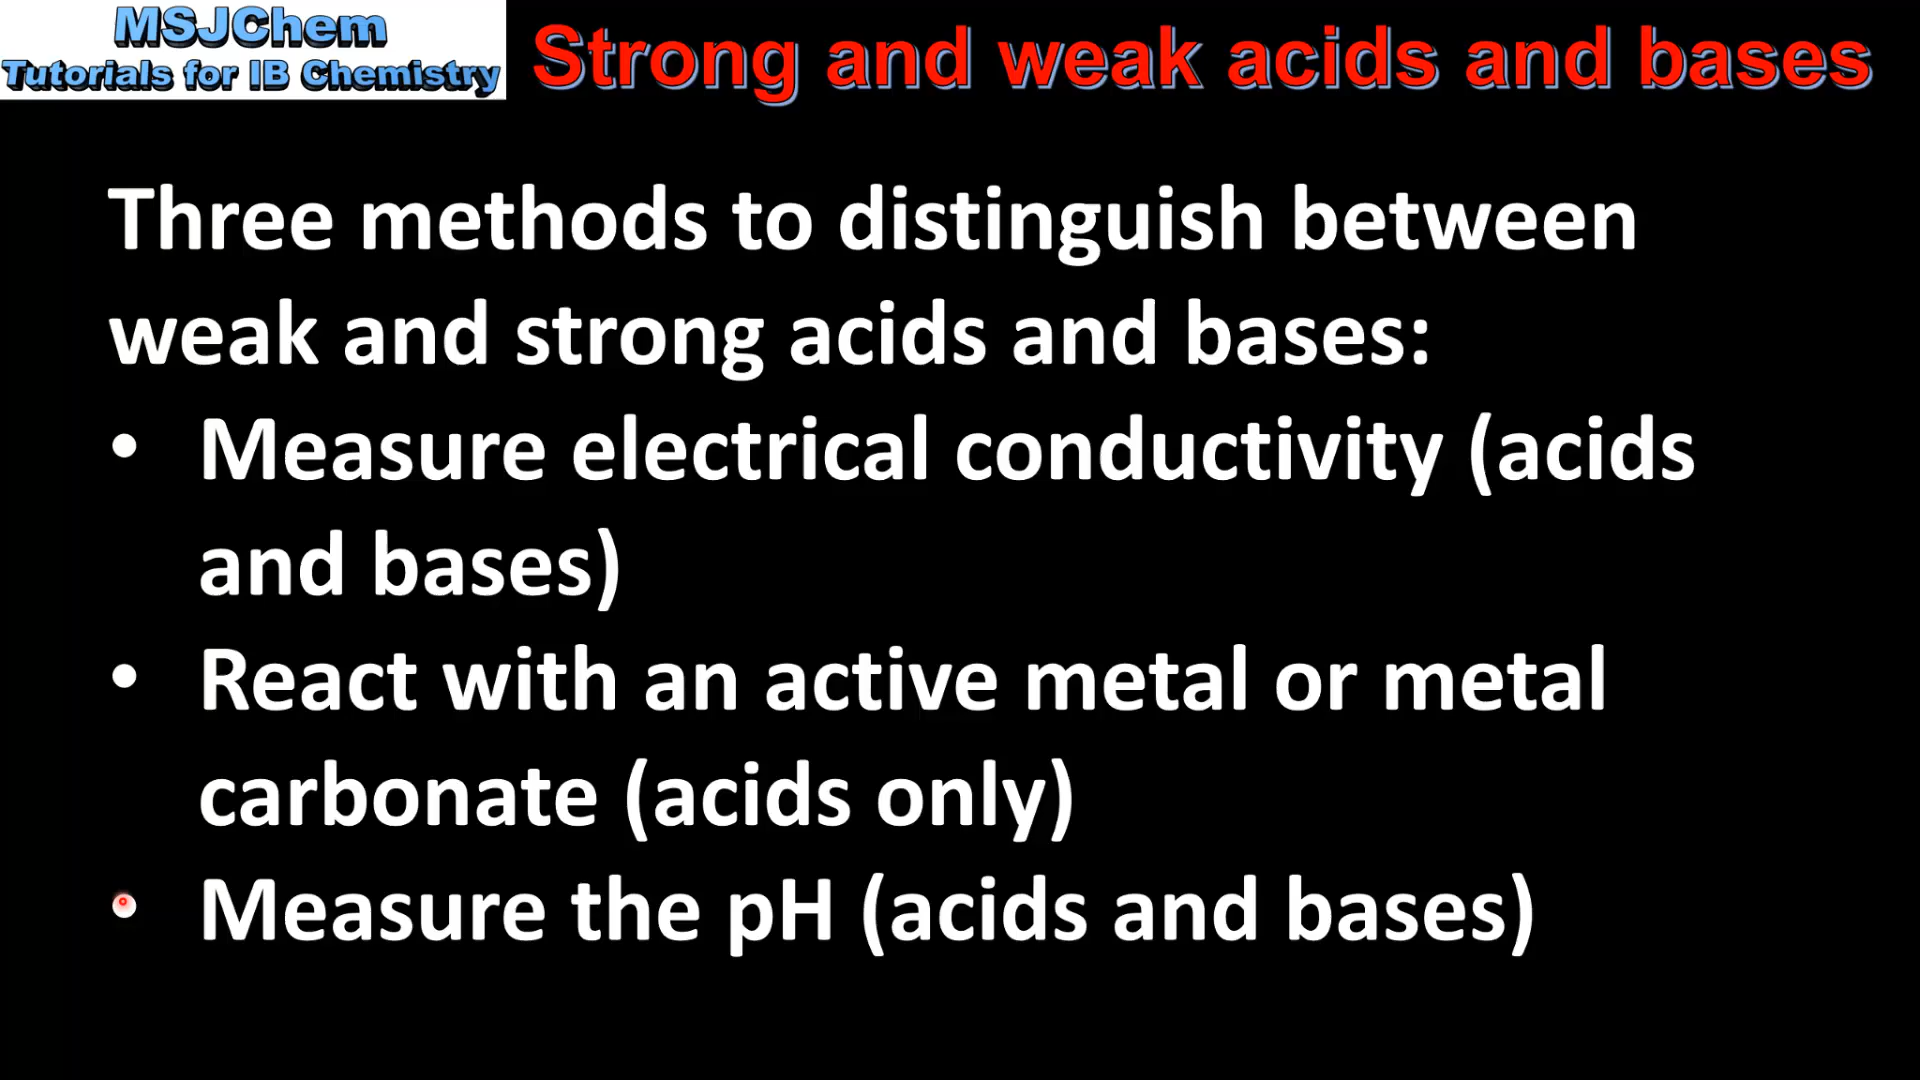 MSJChem
Tutorials for IB Chemistry
Strong and weak acids and bases
Three methods to distinguish between
weak and strong acids and bases:
• Measure electrical conductivity (acids
and bases)
• React with an active metal or metal
carbonate (acids only)
• Measure the pH (acids and bases)